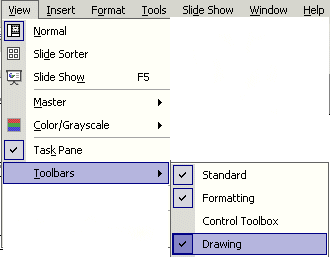 View Insert Format Tools Slide Show Window Help
Normal
Slide Sorter
Slide Show F5
Master
Color/Grayscale
Task Pane
Toolbars
Standard
Formatting
Control Toolbox
Drawing